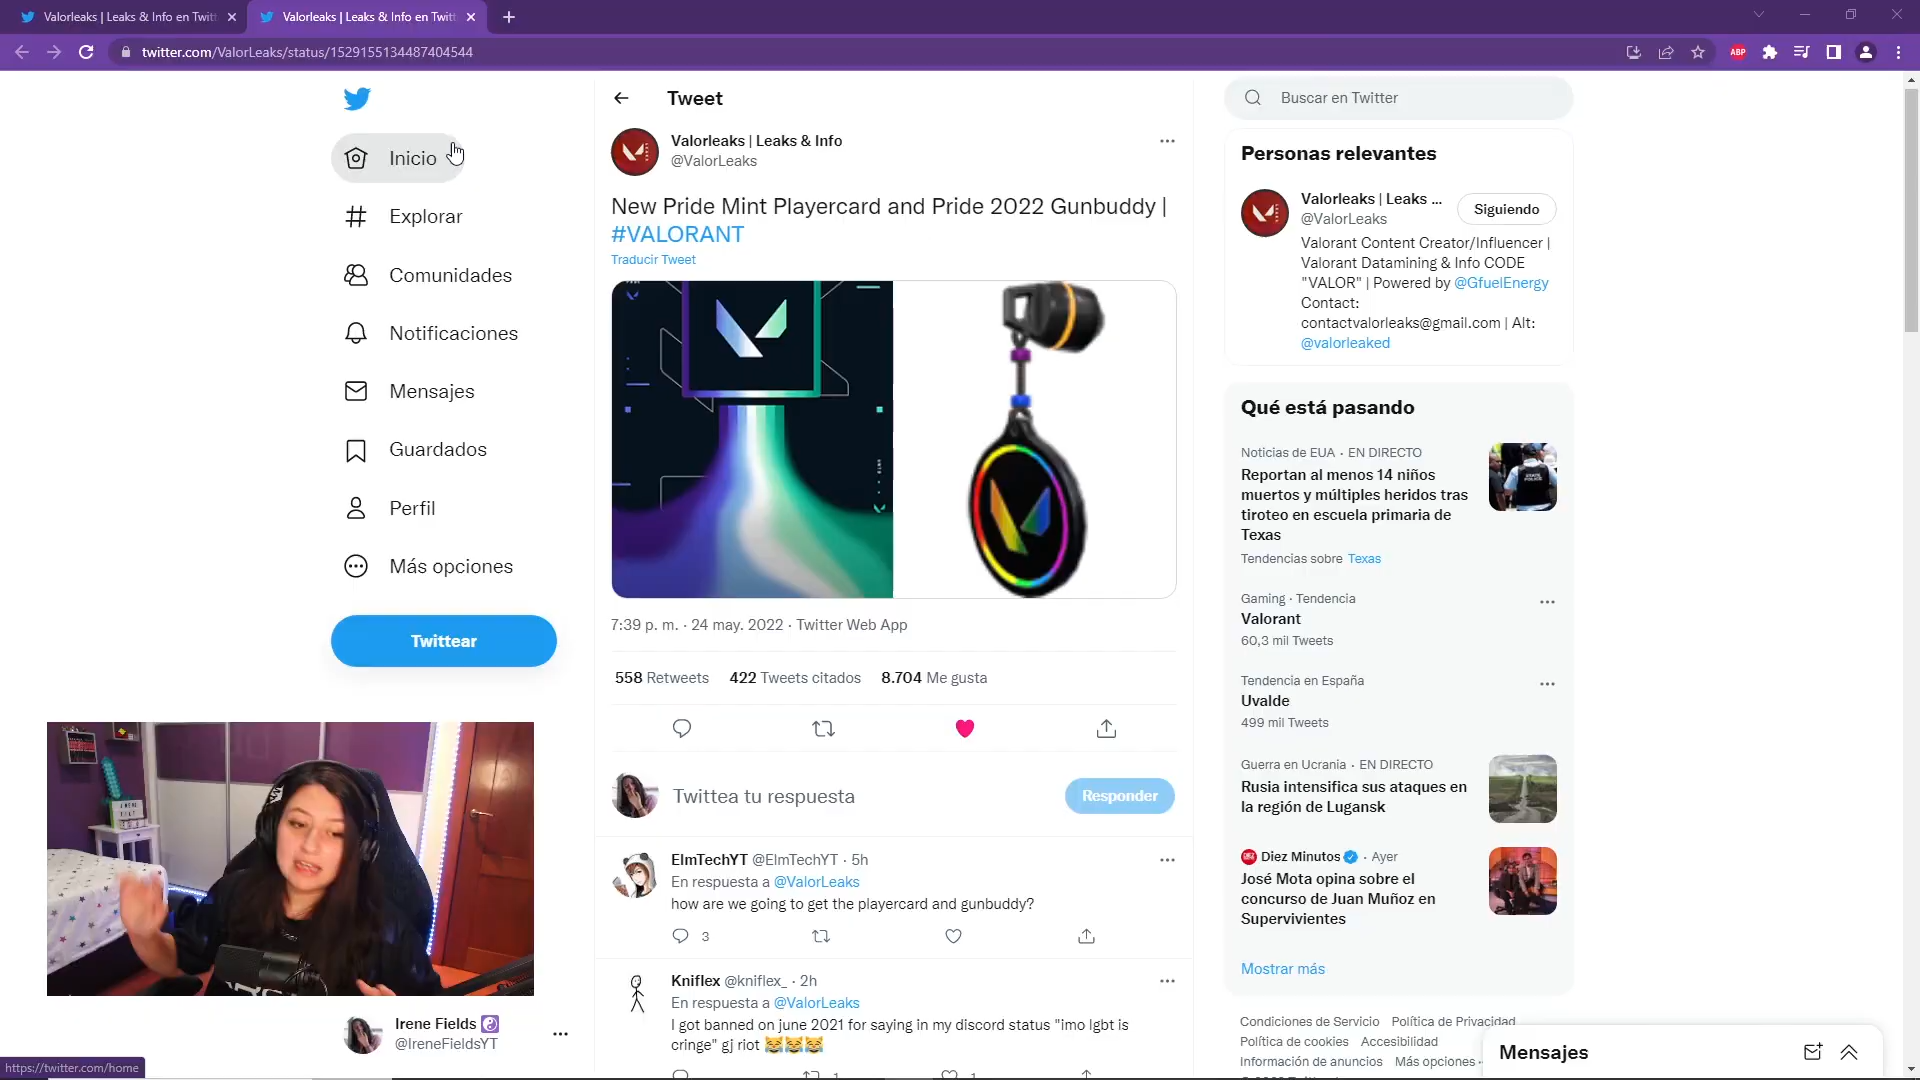 Valorleaks | Leaks & Info en Twitt
Valorleaks | Leaks & Info en Twitt
twitter.com/ValorLeaks/status/1529155134487404544
ABP
Inicio
Explorar
Comunidades
Notificaciones
Mensajes
Guardados
Perfil
Más opciones
Twittear
Irene Fields
@IreneFieldsYT
https://twitter.com/home
Tweet
Valorleaks | Leaks & Info
@ValorLeaks
New Pride Mint Playercard and Pride 2022 Gunbuddy |
#VALORANT
Traducir Tweet
7:39 p. m. · 24 may. 2022 · Twitter Web App
558 Retweets 422 Tweets citados 8.704 Me gusta
Twittea tu respuesta
Responder
ElmTechYT @ElmTechYT · 5h
En respuesta a @ValorLeaks
how are we going to get the playercard and gunbuddy?
3
Kniflex @kniflex_ · 2h
En respuesta a @ValorLeaks
I got banned on june 2021 for saying in my discord status "imo lgbt is
cringe" gj riot 😹😹😹
1 1
Buscar en Twitter
Personas relevantes
Valorleaks | Leaks ...
@ValorLeaks
Siguiendo
Valorant Content Creator/Influencer |
Valorant Datamining & Info CODE
"VALOR" | Powered by @GfuelEnergy
Contact:
contactvalorleaks@gmail.com | Alt:
@valorleaked
Qué está pasando
Noticias de EUA · EN DIRECTO
Reportan al menos 14 niños
muertos y múltiples heridos tras
tiroteo en escuela primaria de
Texas
Tendencias sobre Texas
Gaming · Tendencia
Valorant
60,3 mil Tweets
Tendencia en España
Uvalde
499 mil Tweets
Guerra en Ucrania · EN DIRECTO
Rusia intensifica sus ataques en
la región de Lugansk
Diez Minutos · Ayer
José Mota opina sobre el
concurso de Juan Muñoz en
Supervivientes
Mostrar más
Condiciones de Servicio Política de Privacidad
Política de cookies Accesibilidad
Información de anuncios Más opciones ·
Mensajes